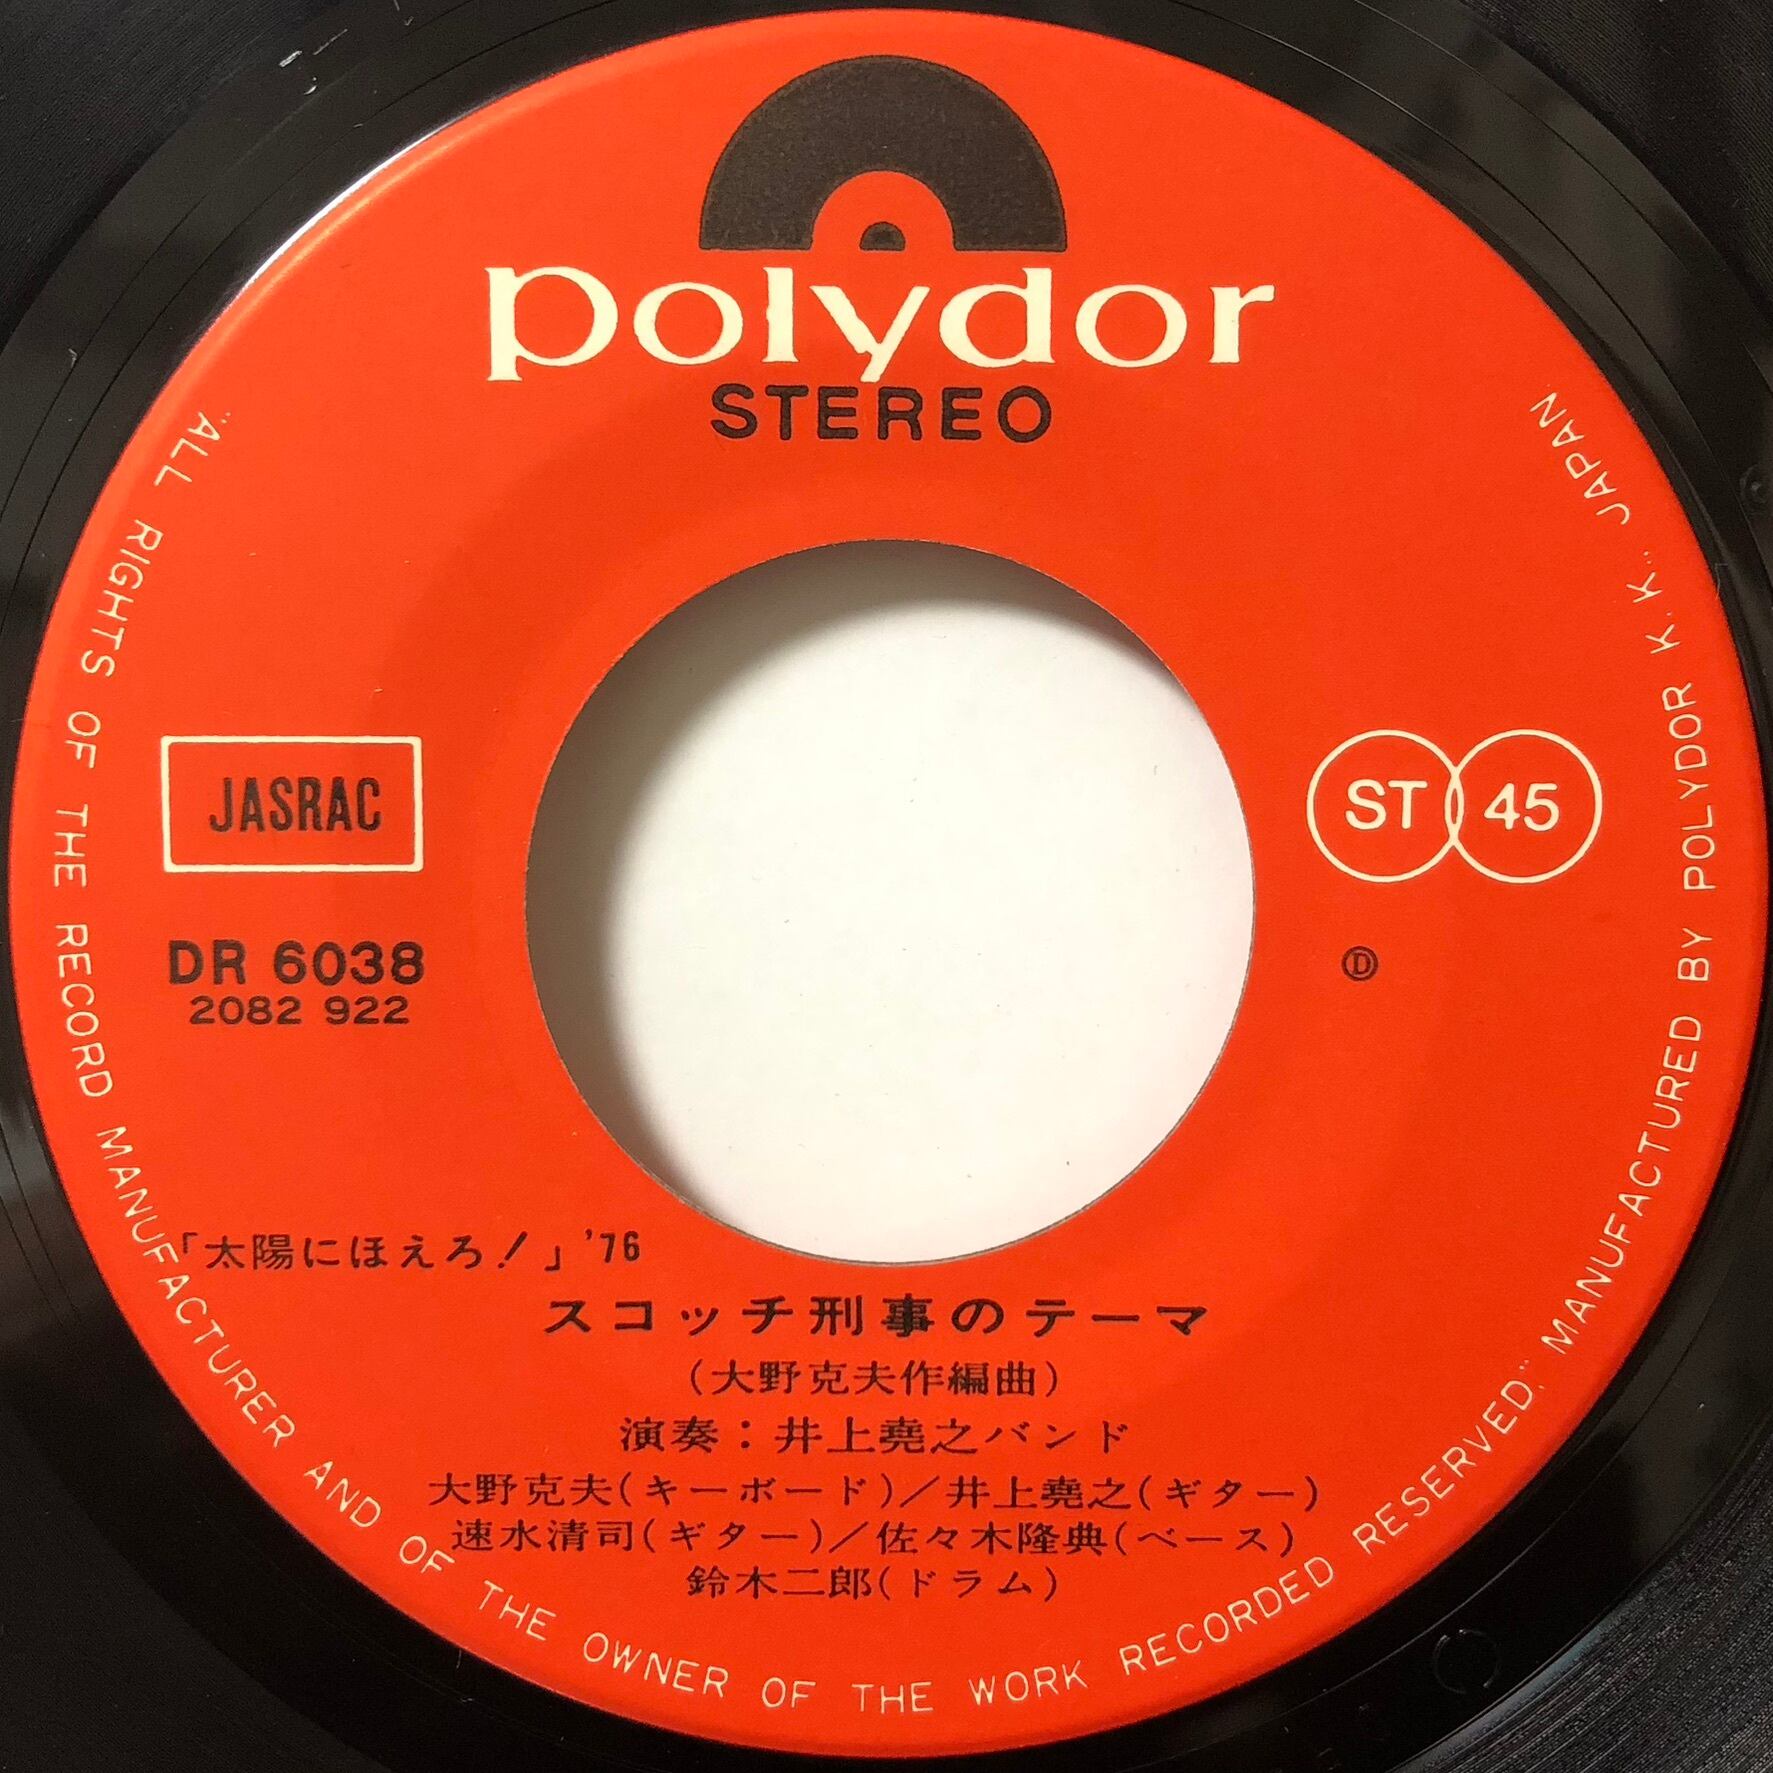 polydor
STEREO
JASRAC
ST 45
DR 6038
2082 922
Ⓓ
「太陽にほえろ！」'76
スコッチ刑事のテーマ
(大野克夫作編曲)
演奏：井上堯之バンド
大野克夫(キーボード)／井上堯之(ギター)
速水清司(ギター)／佐々木隆典(ベース)
鈴木二郎(ドラム)
"ALL RIGHTS OF THE RECORD MANUFACTURER AND OF THE OWNER OF THE WORK RECORDED RESERVED." MANUFACTURED BY POLYDOR K.K., JAPAN